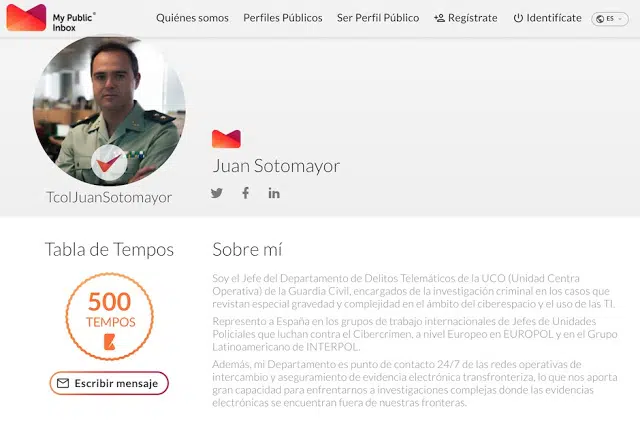 My Public®
Inbox
Quiénes somos
Perfiles Públicos
Ser Perfil Público
Regístrate
Identifícate
ES
Juan Sotomayor
TcolJuanSotomayor
Tabla de Tempos
500
TEMPOS
Escribir mensaje
Sobre mí
Soy el Jefe del Departamento de Delitos Telemáticos de la UCO (Unidad Centra
Operativa) de la Guardia Civil, encargados de la investigación criminal en los casos que
revistan especial gravedad y complejidad en el ámbito del ciberespacio y el uso de las TI.
Represento a España en los grupos de trabajo internacionales de Jefes de Unidades
Policiales que luchan contra el Cibercrimen, a nivel Europeo en EUROPOL y en el Grupo
Latinoamericano de INTERPOL.
Además, mi Departamento es punto de contacto 24/7 de las redes operativas de
intercambio y aseguramiento de evidencia electrónica transfronteriza, lo que nos aporta
gran capacidad para enfrentarnos a investigaciones complejas donde las evidencias
electrónicas se encuentran fuera de nuestras fronteras.